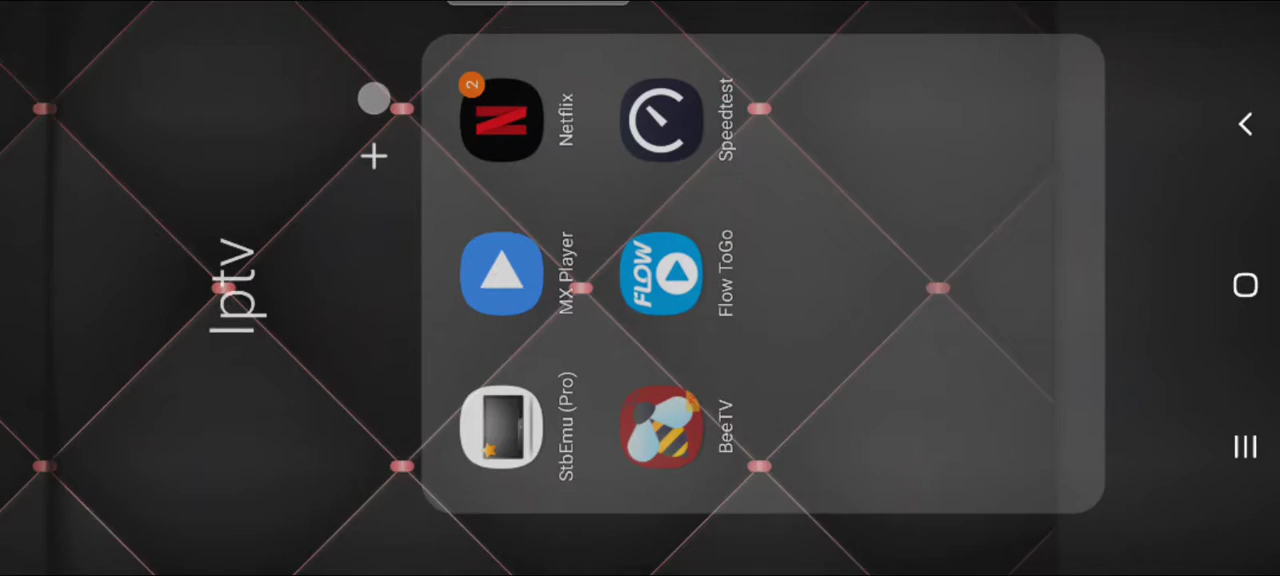 Iptv
StbEmu (Pro)
MX Player
Netflix
2
BeeTV
FLOW
Flow ToGo
Speedtest